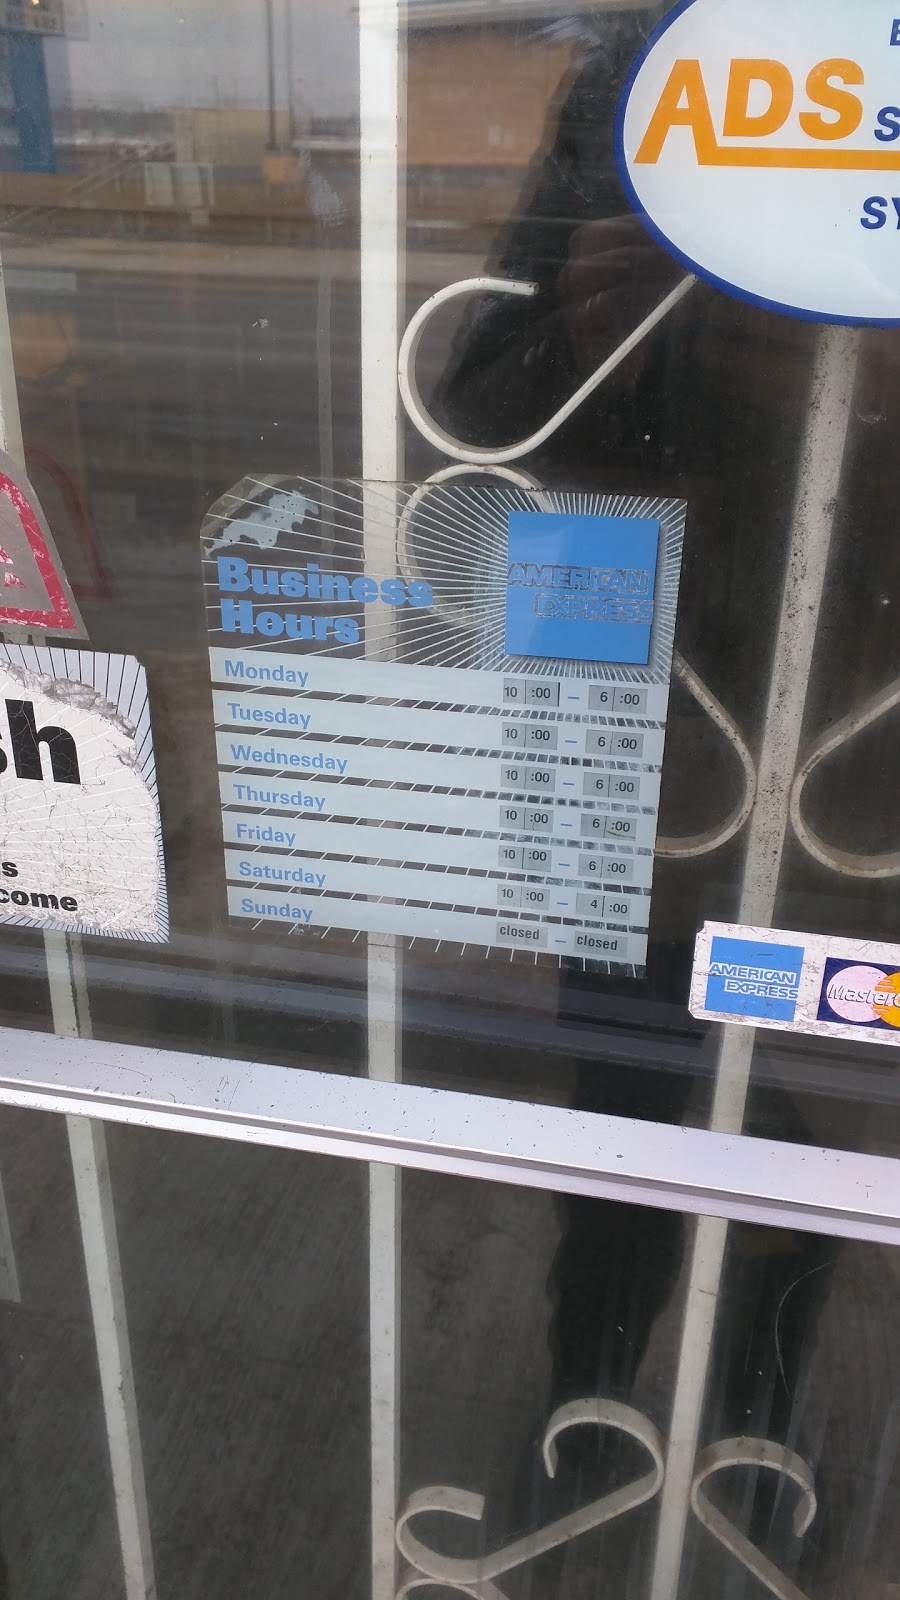 ADS
Business
Hours
AMERICAN
EXPRESS
Monday 10 :00 – 6 :00
Tuesday 10 :00 – 6 :00
Wednesday 10 :00 – 6 :00
Thursday 10 :00 – 6 :00
Friday 10 :00 – 6 :00
Saturday 10 :00 – 4 :00
Sunday closed – closed
sh
come
AMERICAN
EXPRESS